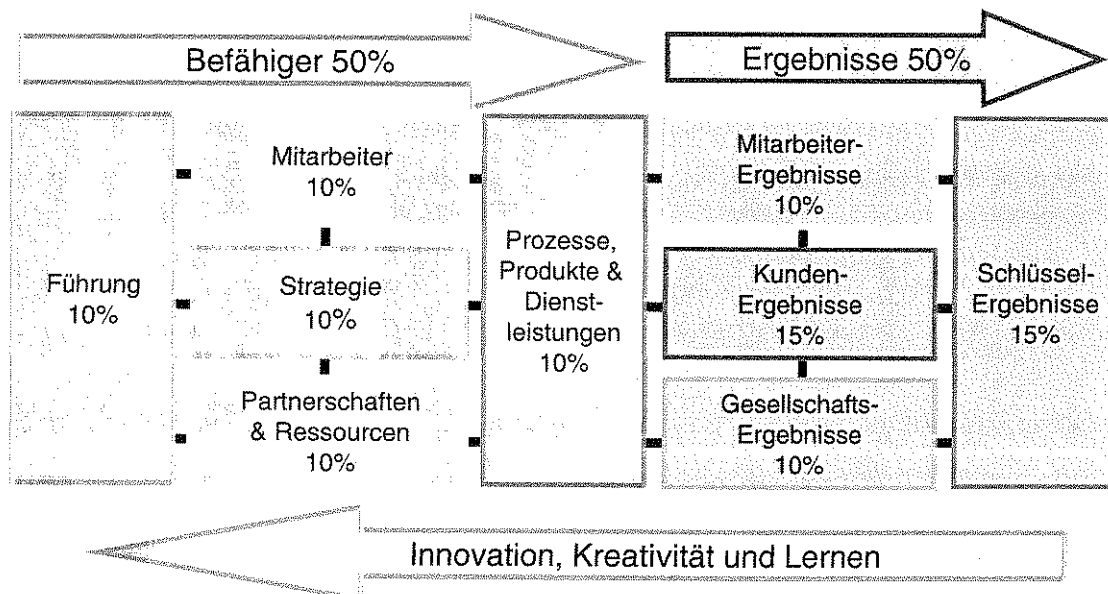 Befähiger 50%
Ergebnisse 50%
Führung
10%
Mitarbeiter
10%
Strategie
10%
Partnerschaften
& Ressourcen
10%
Prozesse,
Produkte &
Dienst-
leistungen
10%
Mitarbeiter-
Ergebnisse
10%
Kunden-
Ergebnisse
15%
Gesellschafts-
Ergebnisse
10%
Schlüssel-
Ergebnisse
15%
Innovation, Kreativität und Lernen